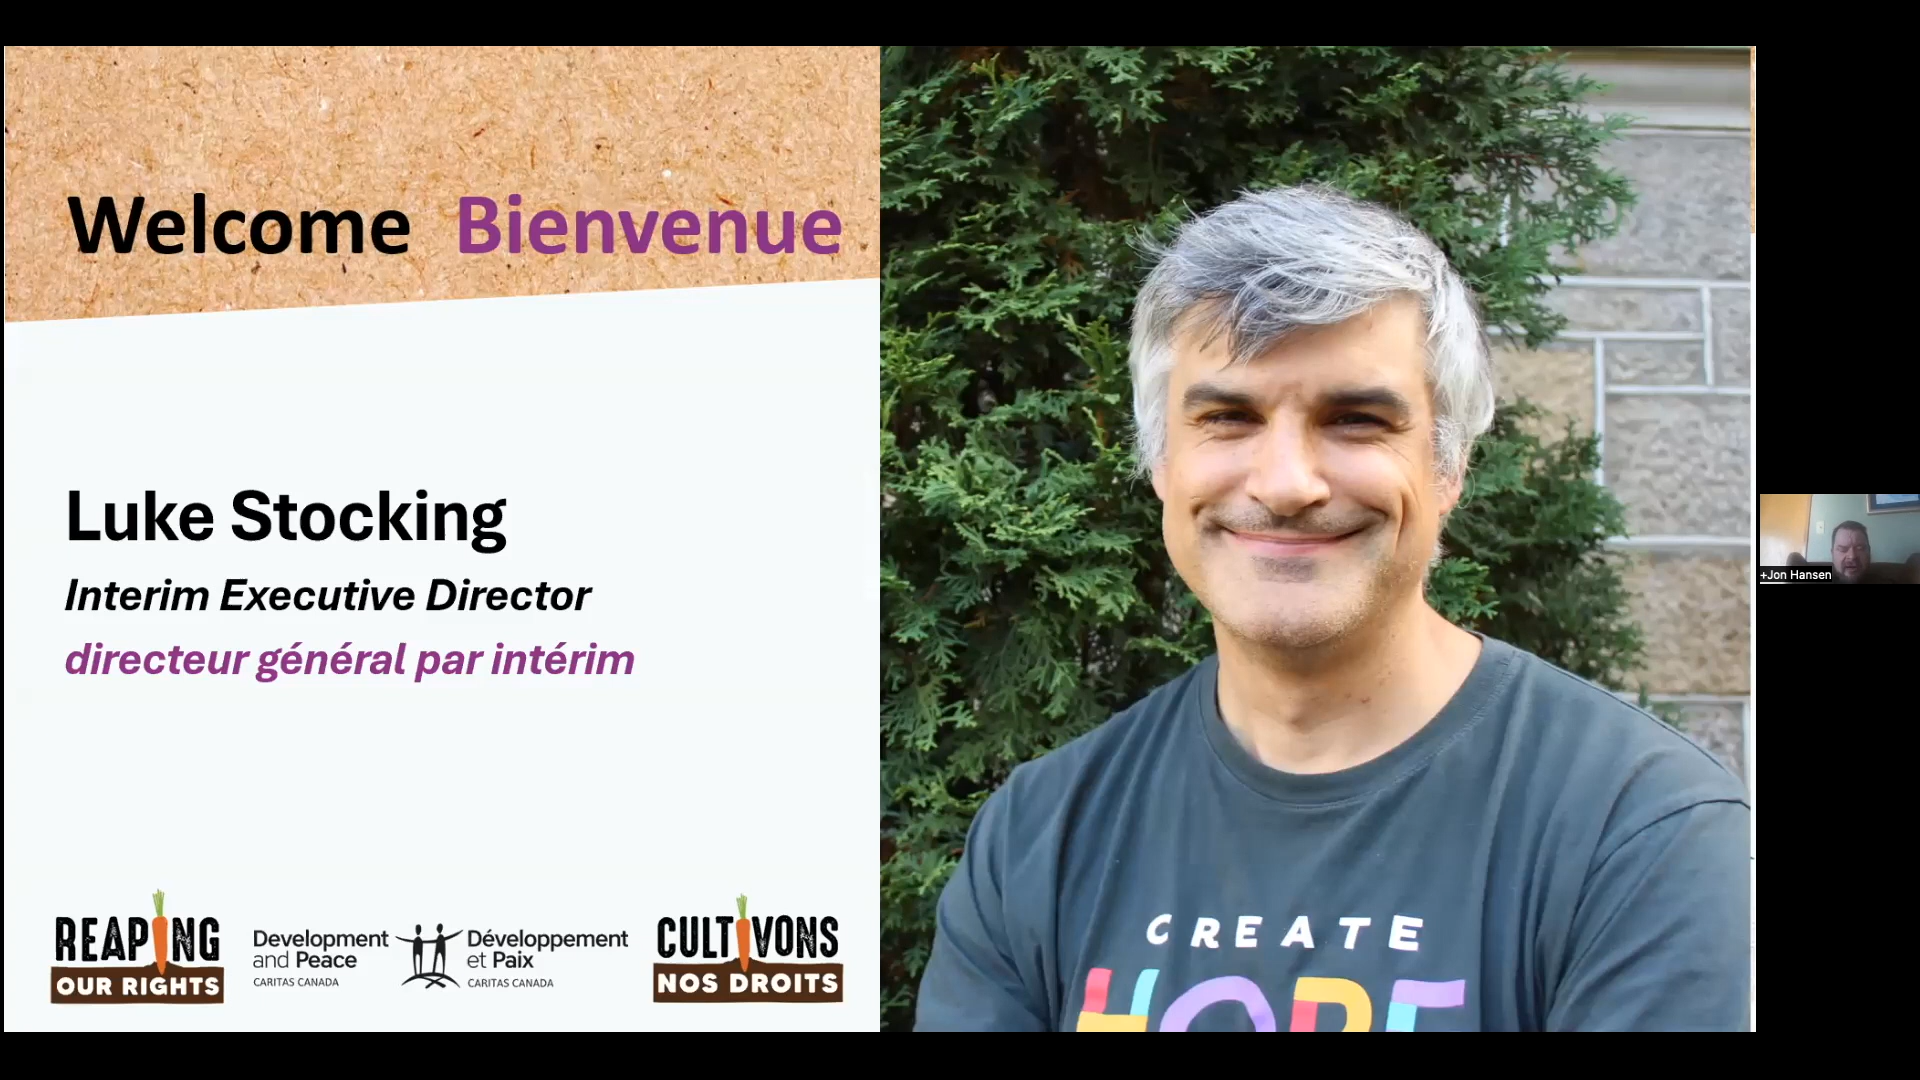 Welcome Bienvenue
Luke Stocking
Interim Executive Director
directeur général par intérim
REAPING
OUR RIGHTS
Development
and Peace
CARITAS CANADA
Développement
et Paix
CARITAS CANADA
CULTIVONS
NOS DROITS
CREATE
HOPE
+Jon Hansen